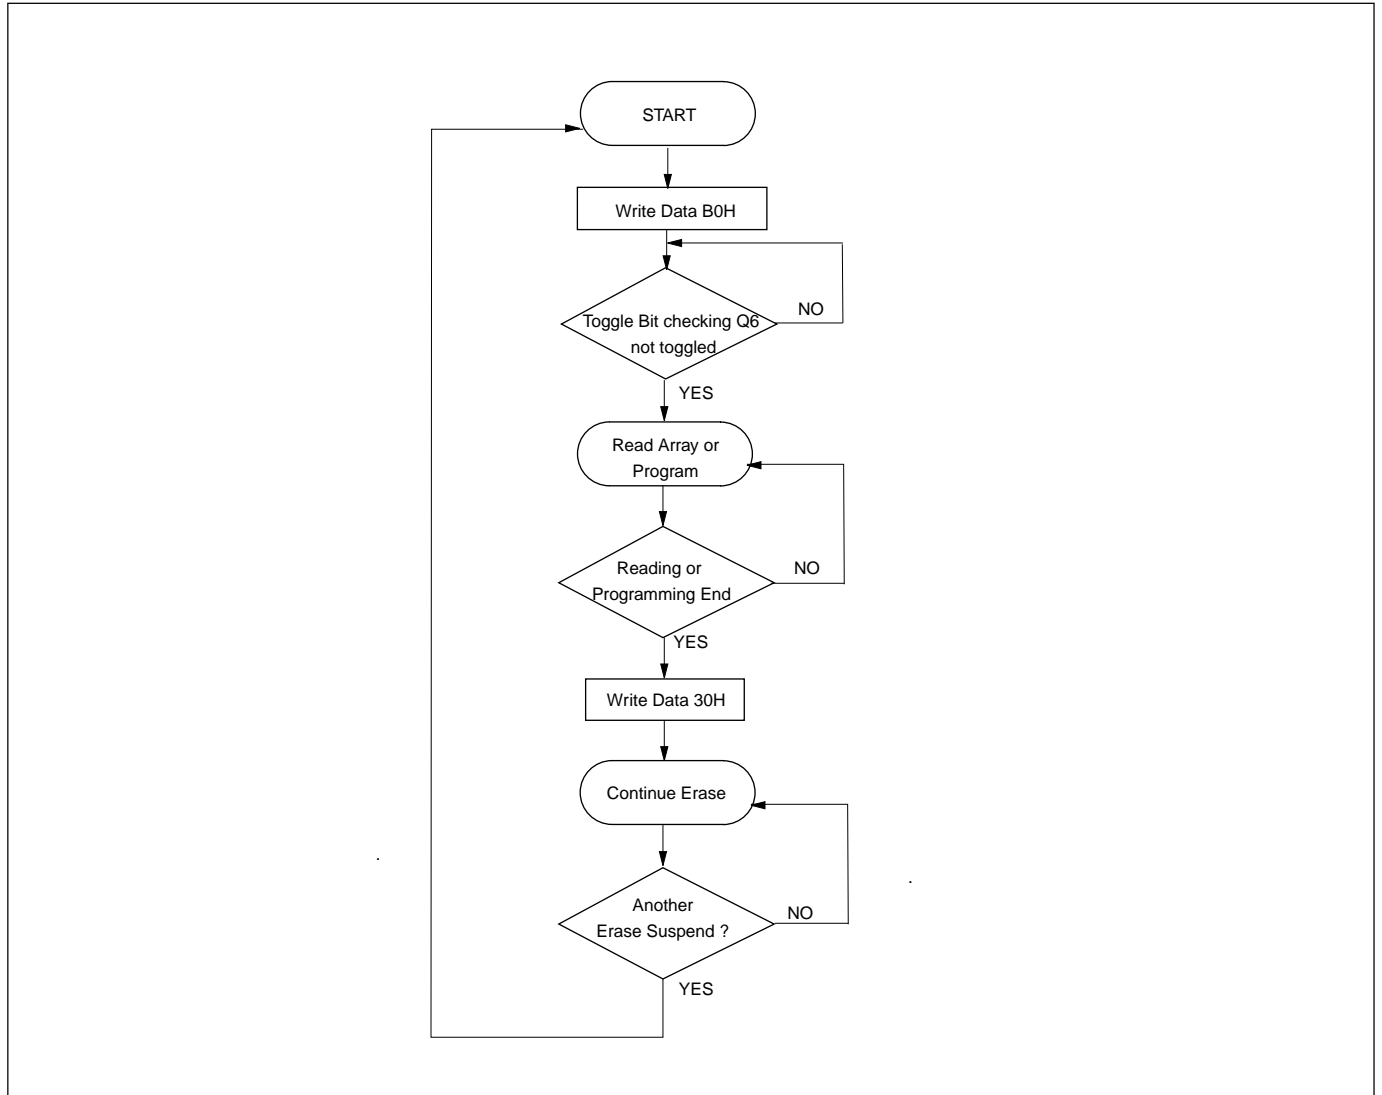 START
Write Data B0H
NO
Toggle Bit checking Q6
not toggled
YES
Read Array or
Program
NO
Reading or
Programming End
YES
Write Data 30H
Continue Erase
Another
NO
Erase Suspend ?
YES